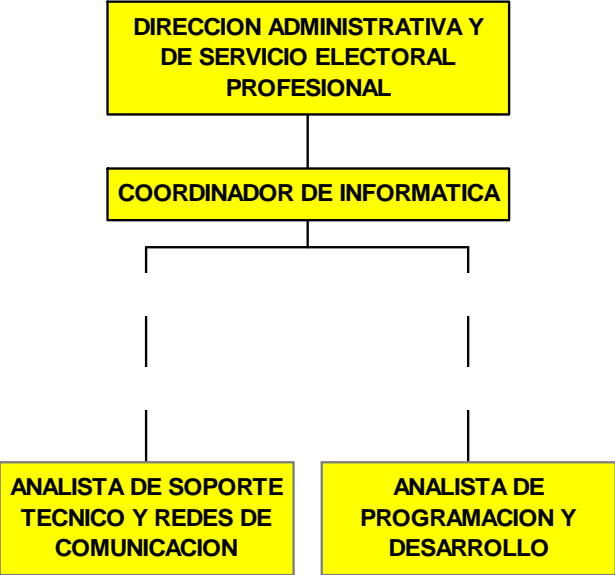 DIRECCION ADMINISTRATIVA Y
DE SERVICIO ELECTORAL
PROFESIONAL
COORDINADOR DE INFORMATICA
ANALISTA DE SOPORTE
TECNICO Y REDES DE
COMUNICACION
ANALISTA DE
PROGRAMACION Y
DESARROLLO